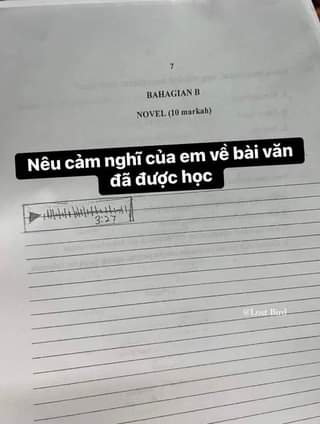 7
BAHAGIAN B
NOVEL (10 markah)
Nêu cảm nghĩ của em về bài văn
đã được học
3:27
@Lost Bird